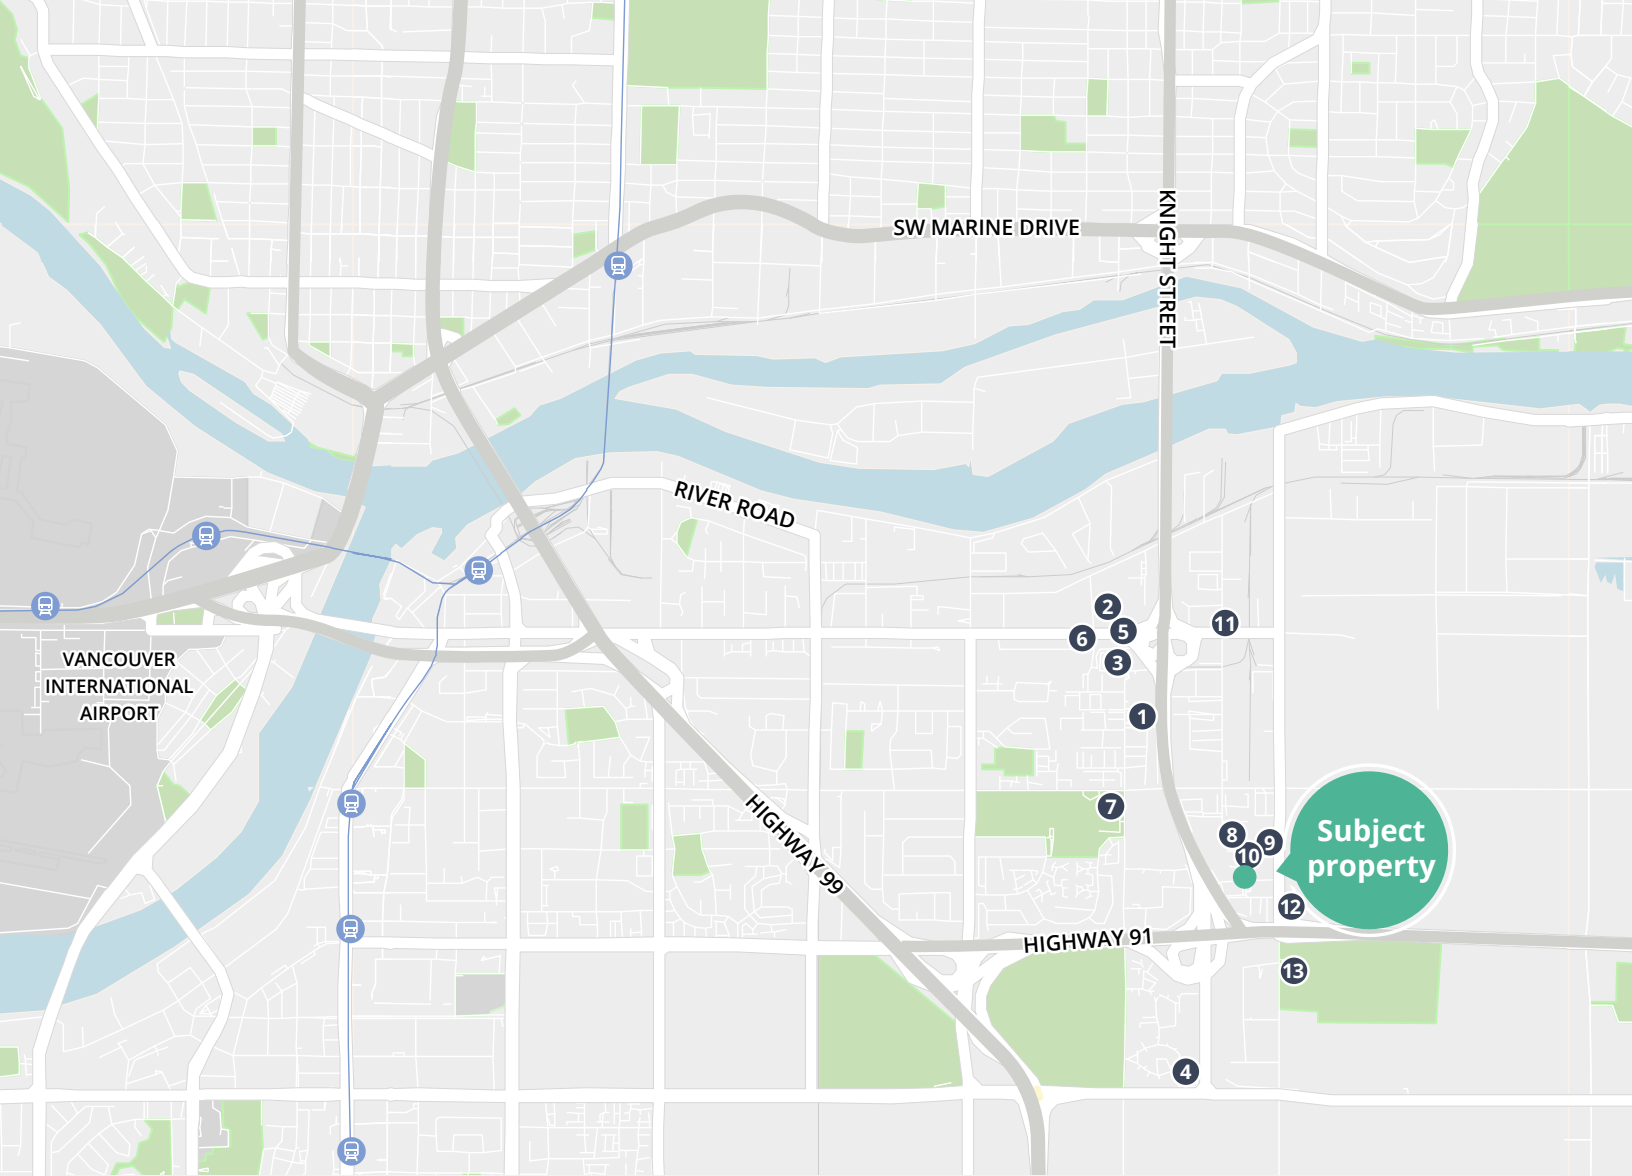 SW MARINE DRIVE
KNIGHT STREET
RIVER ROAD
2
5
6
3
11
1
VANCOUVER
INTERNATIONAL
AIRPORT
7
8
9
10
Subject
property
HIGHWAY 99
12
HIGHWAY 91
13
4